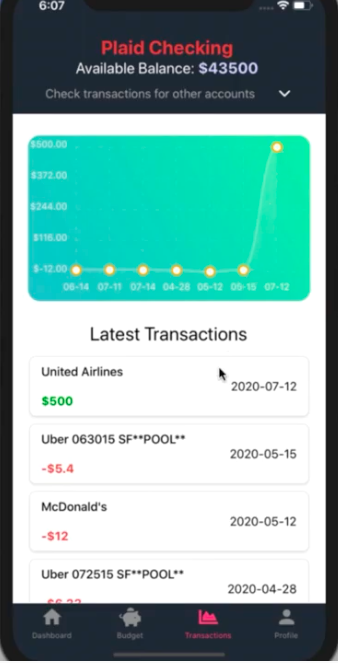 6:07
Plaid Checking
Available Balance: $43500
Check transactions for other accounts
$500.00
$372.00
$244.00
$116.00
$-12.00
06-14 07-11 07-14 04-28 05-12 05-15 07-12
Latest Transactions
United Airlines
2020-07-12
$500
Uber 063015 SF**POOL**
2020-05-15
-$5.4
McDonald's
2020-05-12
-$12
Uber 072515 SF**POOL**
2020-04-28
-$6.33
Dashboard Budget Transactions Profile